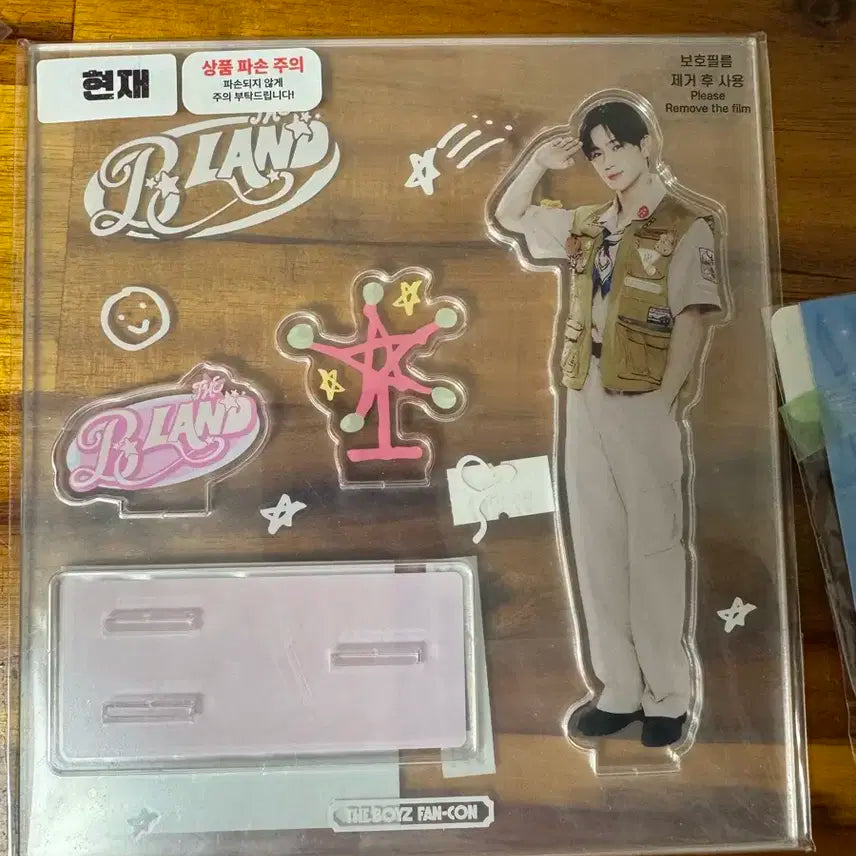 현재
상품 파손 주의
파손되지 않게
주의 부탁드립니다!
보호필름
제거 후 사용
Please
Remove the film
THE
B LAND
THE
B LAND
THE BOYZ FAN-CON